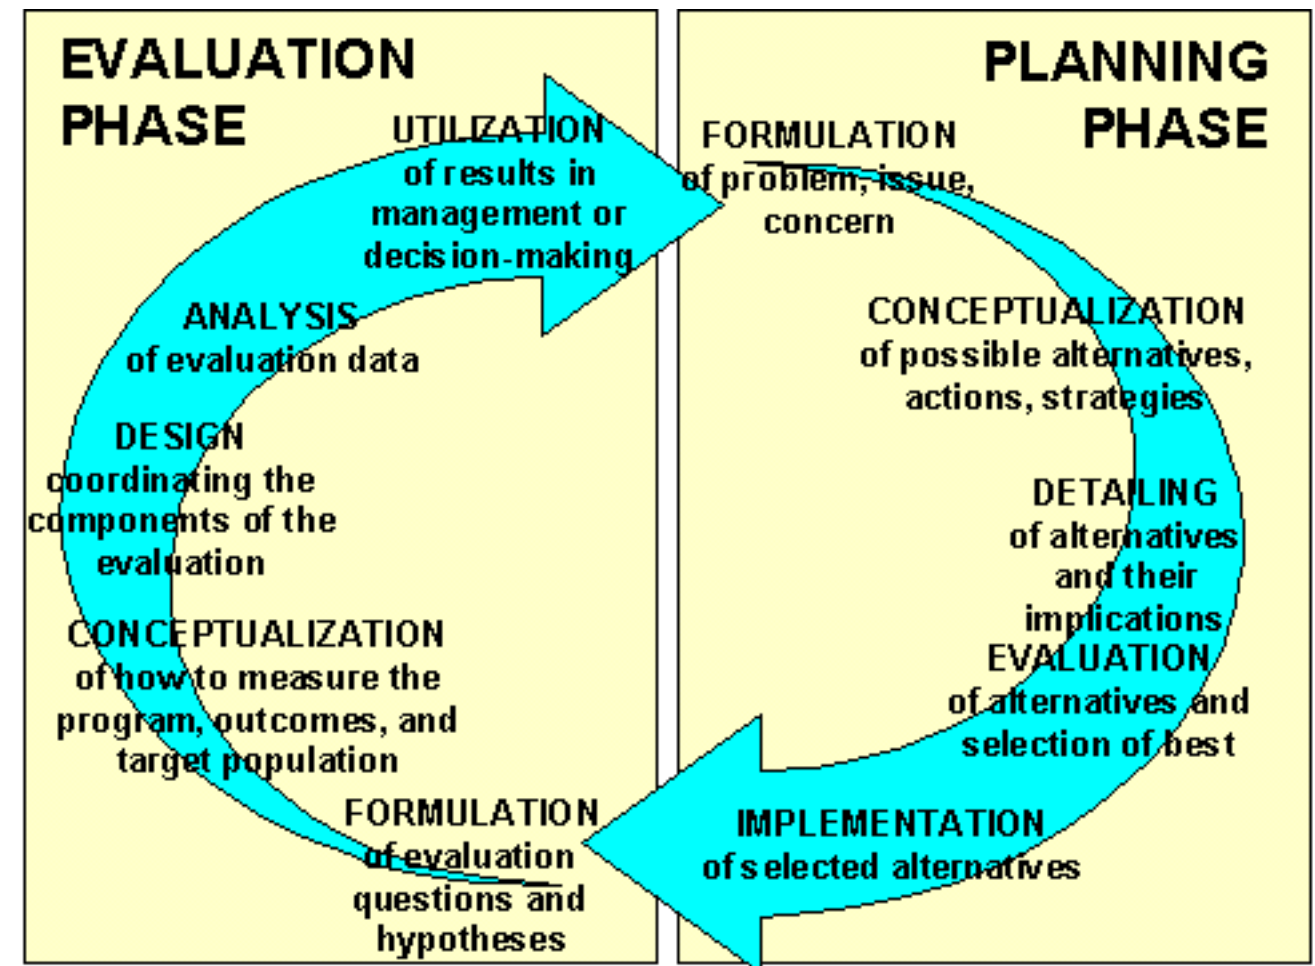 EVALUATION
PHASE
UTILIZATION
of results in
management or
decision-making
ANALYSIS
of evaluation data
DESIGN
coordinating the
components of the
evaluation
CONCEPTUALIZATION
of how to measure the
program, outcomes, and
target population
FORMULATION
of evaluation
questions and
hypotheses
PLANNING
PHASE
FORMULATION
of problem, issue,
concern
CONCEPTUALIZATION
of possible alternatives,
actions, strategies
DETAILING
of alternatives
and their
implications
EVALUATION
of alternatives and
selection of best
IMPLEMENTATION
of selected alternatives